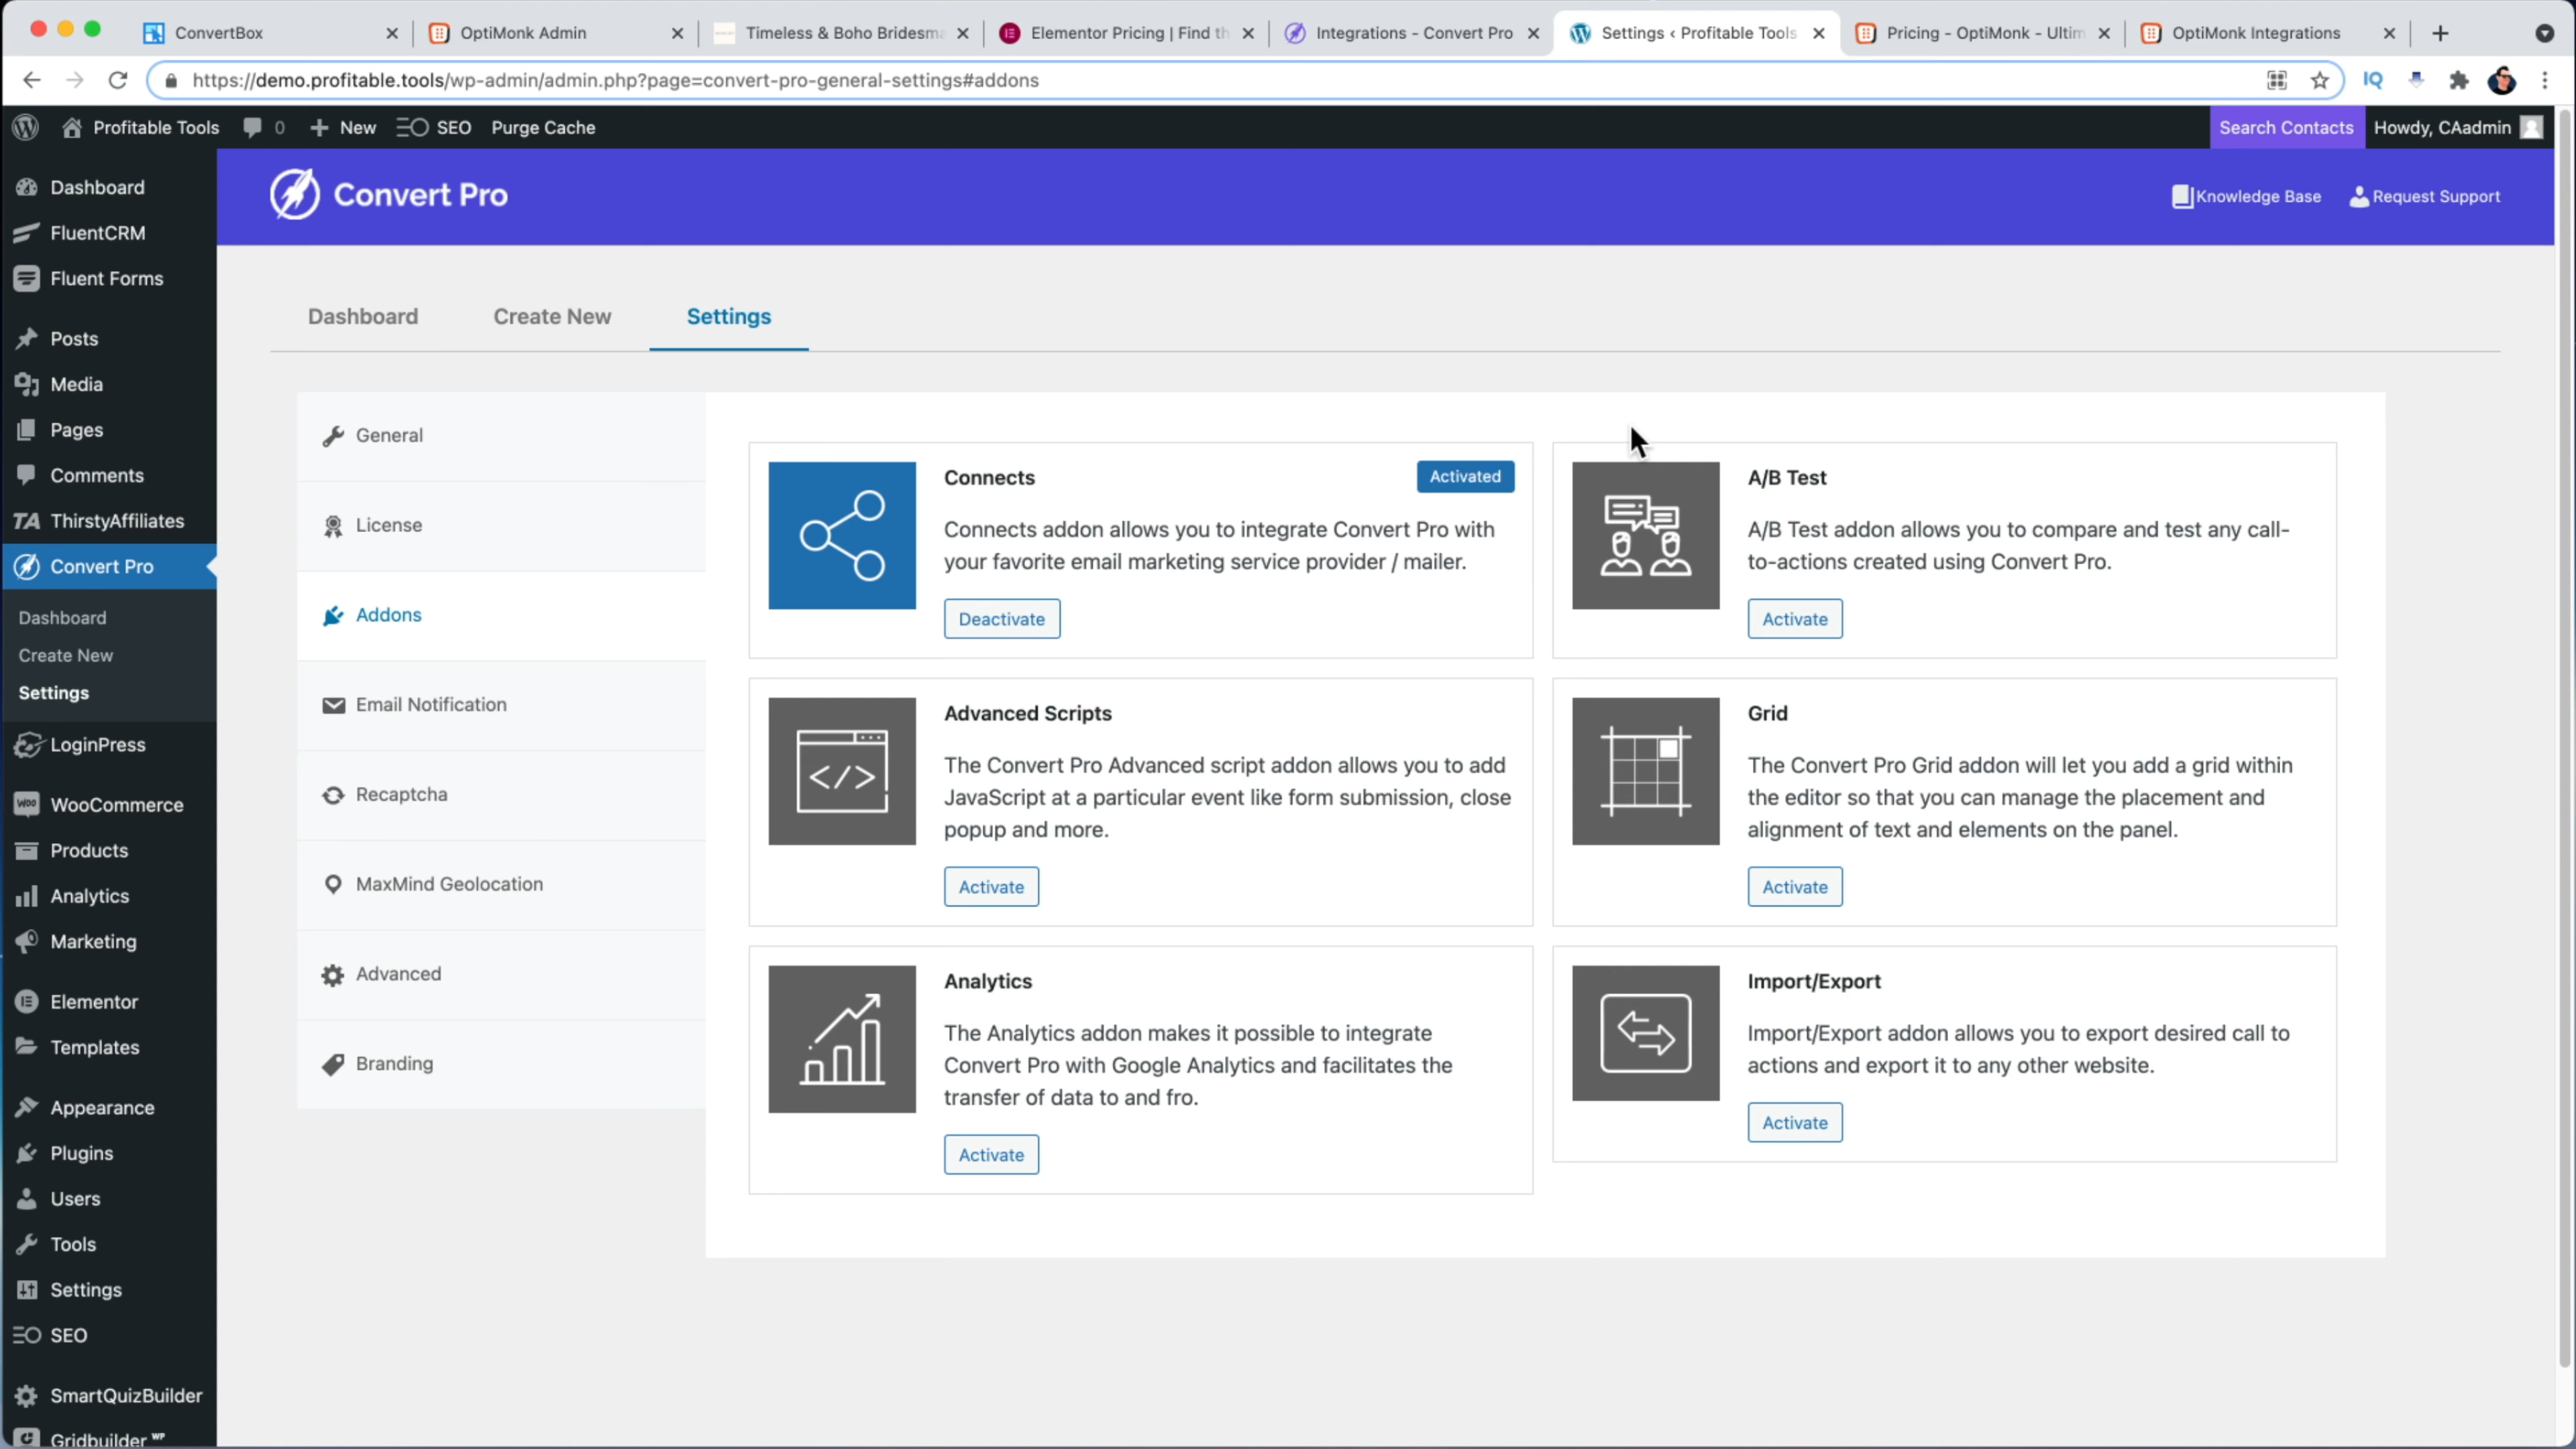 ConvertBox
OptiMonk Admin
Timeless & Boho Bridesma
Elementor Pricing | Find th
Integrations - Convert Pro
Settings ‹ Profitable Tools
Pricing - OptiMonk - Ultim
OptiMonk Integrations
https://demo.profitable.tools/wp-admin/admin.php?page=convert-pro-general-settings#addons
IQ
Profitable Tools
0
New
SEO
Purge Cache
Search Contacts
Howdy, CAadmin
Dashboard
FluentCRM
Fluent Forms
Posts
Media
Pages
Comments
TA ThirstyAffiliates
Convert Pro
Dashboard
Create New
Settings
LoginPress
WooCommerce
Products
Analytics
Marketing
Elementor
Templates
Appearance
Plugins
Users
Tools
Settings
SEO
SmartQuizBuilder
Gridbuilder WP
Convert Pro
Knowledge Base
Request Support
Dashboard
Create New
Settings
General
License
Addons
Email Notification
Recaptcha
MaxMind Geolocation
Advanced
Branding
Connects
Activated
Connects addon allows you to integrate Convert Pro with
your favorite email marketing service provider / mailer.
Deactivate
A/B Test
A/B Test addon allows you to compare and test any call-
to-actions created using Convert Pro.
Activate
Advanced Scripts
The Convert Pro Advanced script addon allows you to add
JavaScript at a particular event like form submission, close
popup and more.
Activate
Grid
The Convert Pro Grid addon will let you add a grid within
the editor so that you can manage the placement and
alignment of text and elements on the panel.
Activate
Analytics
The Analytics addon makes it possible to integrate
Convert Pro with Google Analytics and facilitates the
transfer of data to and fro.
Activate
Import/Export
Import/Export addon allows you to export desired call to
actions and export it to any other website.
Activate